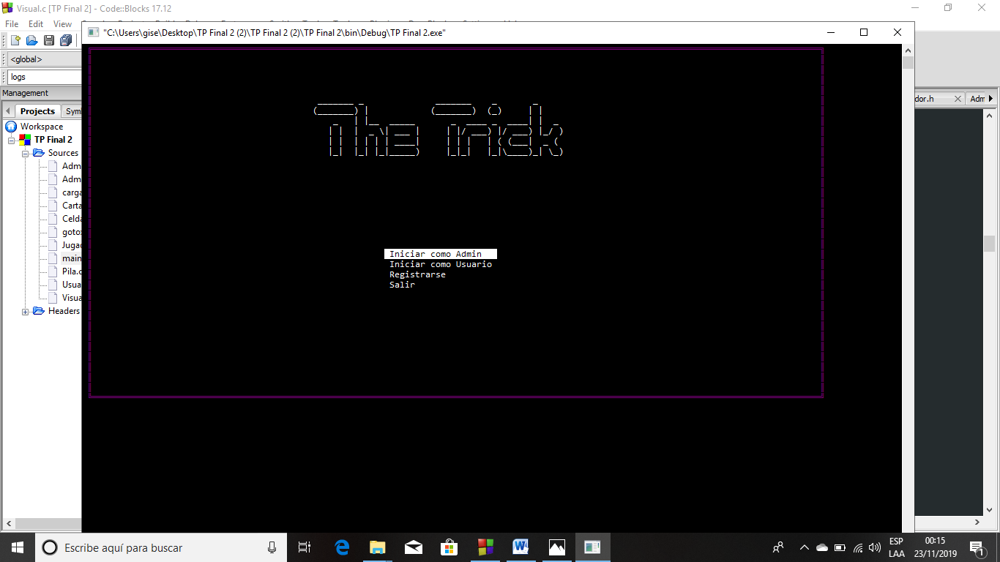 Visual.c [TP Final 2] - Code::Blocks 17.12
File Edit View
"C:\Users\gise\Desktop\TP Final 2 (2)\TP Final 2 (2)\TP Final 2\bin\Debug\TP Final 2.exe"
<global>
logs
Management
Projects Sym
dor.h Adm
Workspace
TP Final 2
Sources
Adm
Adm
carga
Carta
Celda
goto
Jugad
main
Pila.c
Usua
Visua
Headers
The Trick
Iniciar como Admin
Iniciar como Usuario
Registrarse
Salir
Escribe aquí para buscar
ESP
LAA
00:15
23/11/2019
1